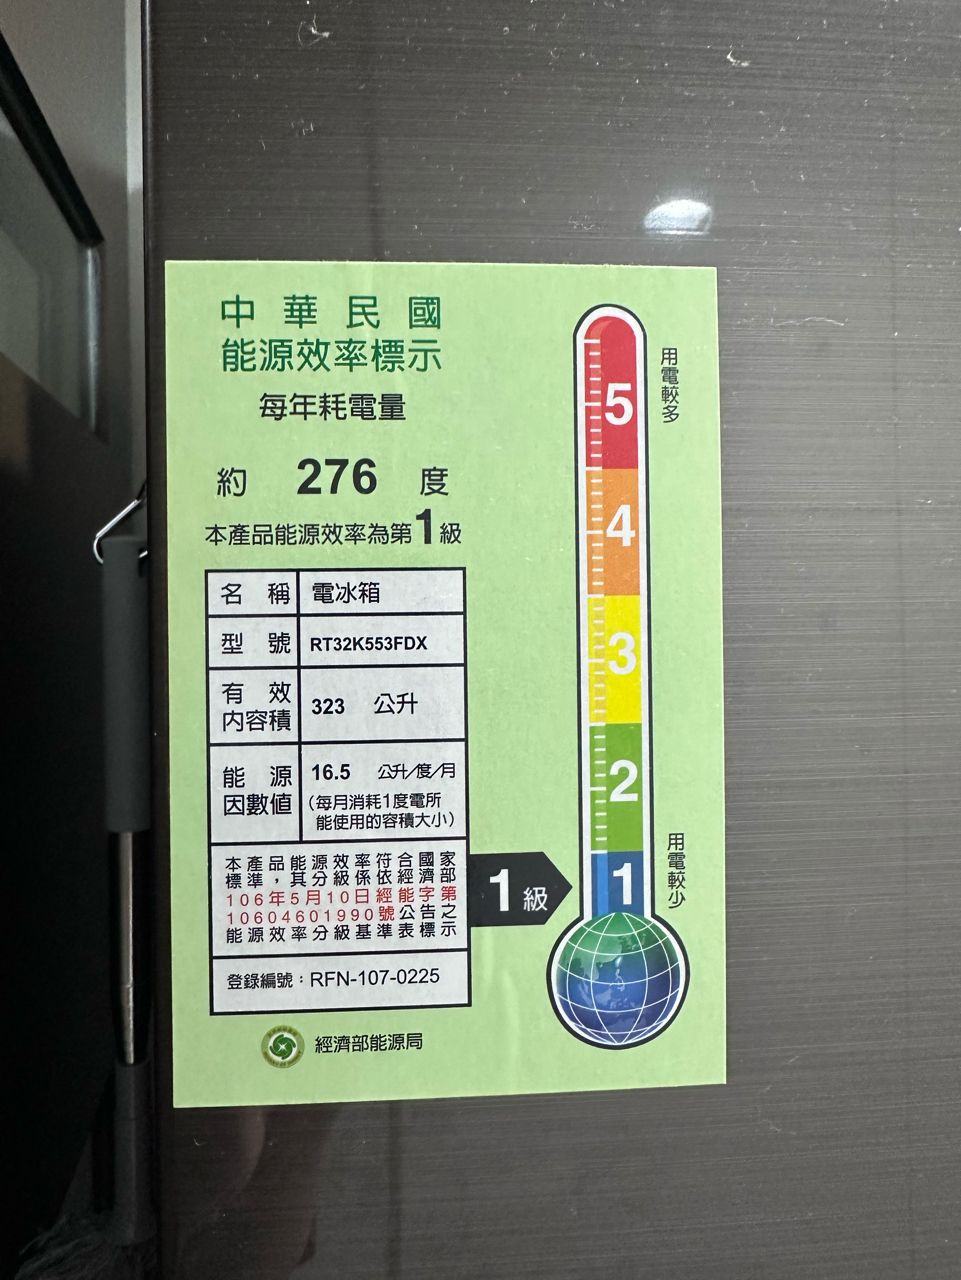 中華民國
能源效率標示
每年耗電量
約 276 度
本產品能源效率為第1級
名稱 電冰箱
型號 RT32K553FDX
有效內容積 323 公升
能源因數值 16.5 公升/度/月
(每月消耗1度電所
能使用的容積大小)
本產品能源效率符合國家
標準，其分級係依經濟部
106年5月10日經能字第
10604601990號公告之
能源效率分級基準表標示
登錄編號：RFN-107-0225
經濟部能源局
用電較多
5
4
3
2
1
1級
用電較少